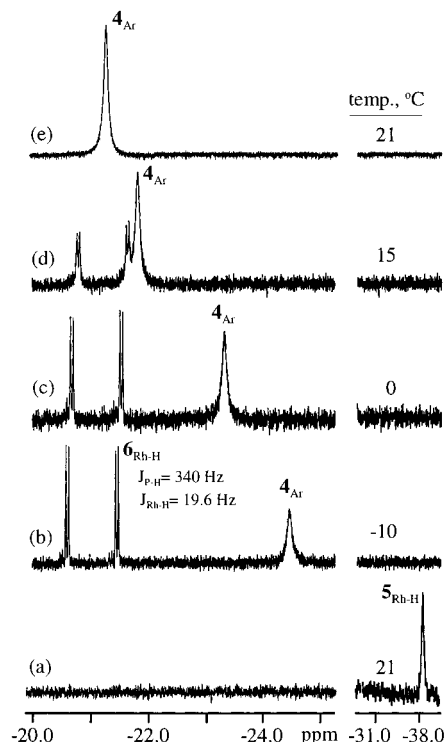 4Ar
temp., °C
(e)
21
4Ar
(d)
15
4Ar
(c)
0
6Rh-H
JP-H= 340 Hz
JRh-H= 19.6 Hz
4Ar
(b)
-10
5Rh-H
(a)
21
-20.0 -22.0 -24.0 ppm -31.0 -38.0